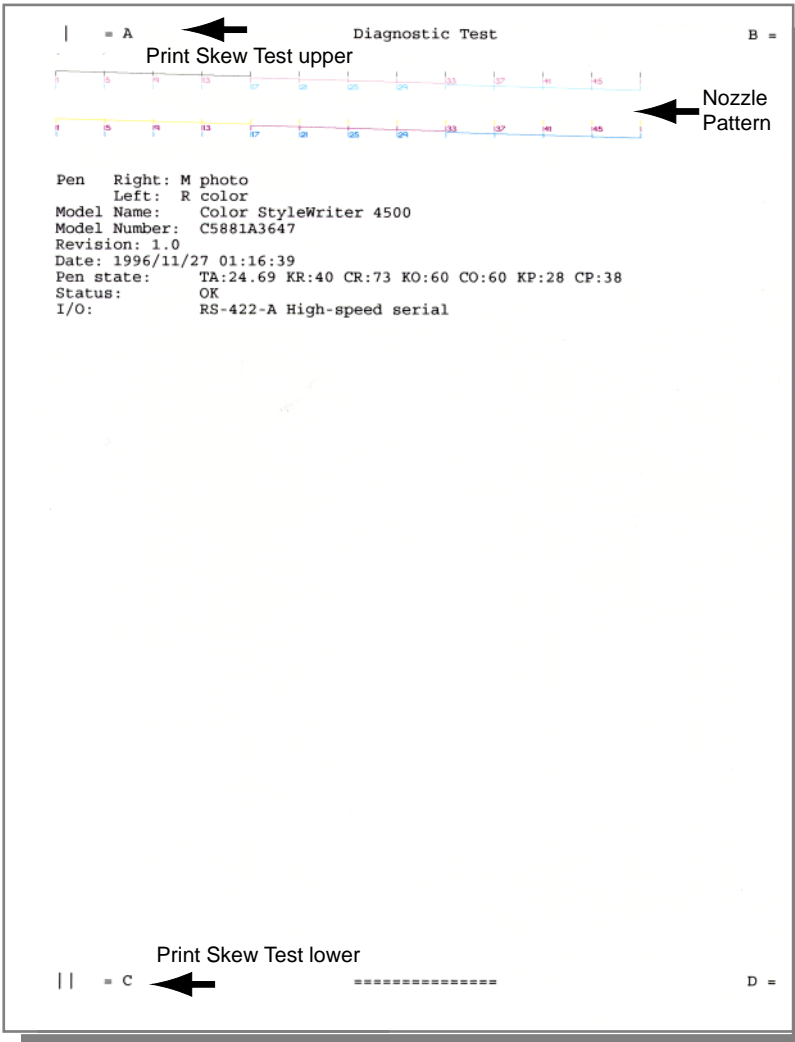 | = A Diagnostic Test B =
Print Skew Test upper
1 5 9 13 33 37 41 45
17 21 25 29
Nozzle
Pattern
1 5 9 13 33 37 41 45
17 21 25 29
Pen Right: M photo
Left: R color
Model Name: Color StyleWriter 4500
Model Number: C5881A3647
Revision: 1.0
Date: 1996/11/27 01:16:39
Pen state: TA:24.69 KR:40 CR:73 KO:60 CO:60 KP:28 CP:38
Status: OK
I/O: RS-422-A High-speed serial
Print Skew Test lower
|| = C =============== D =